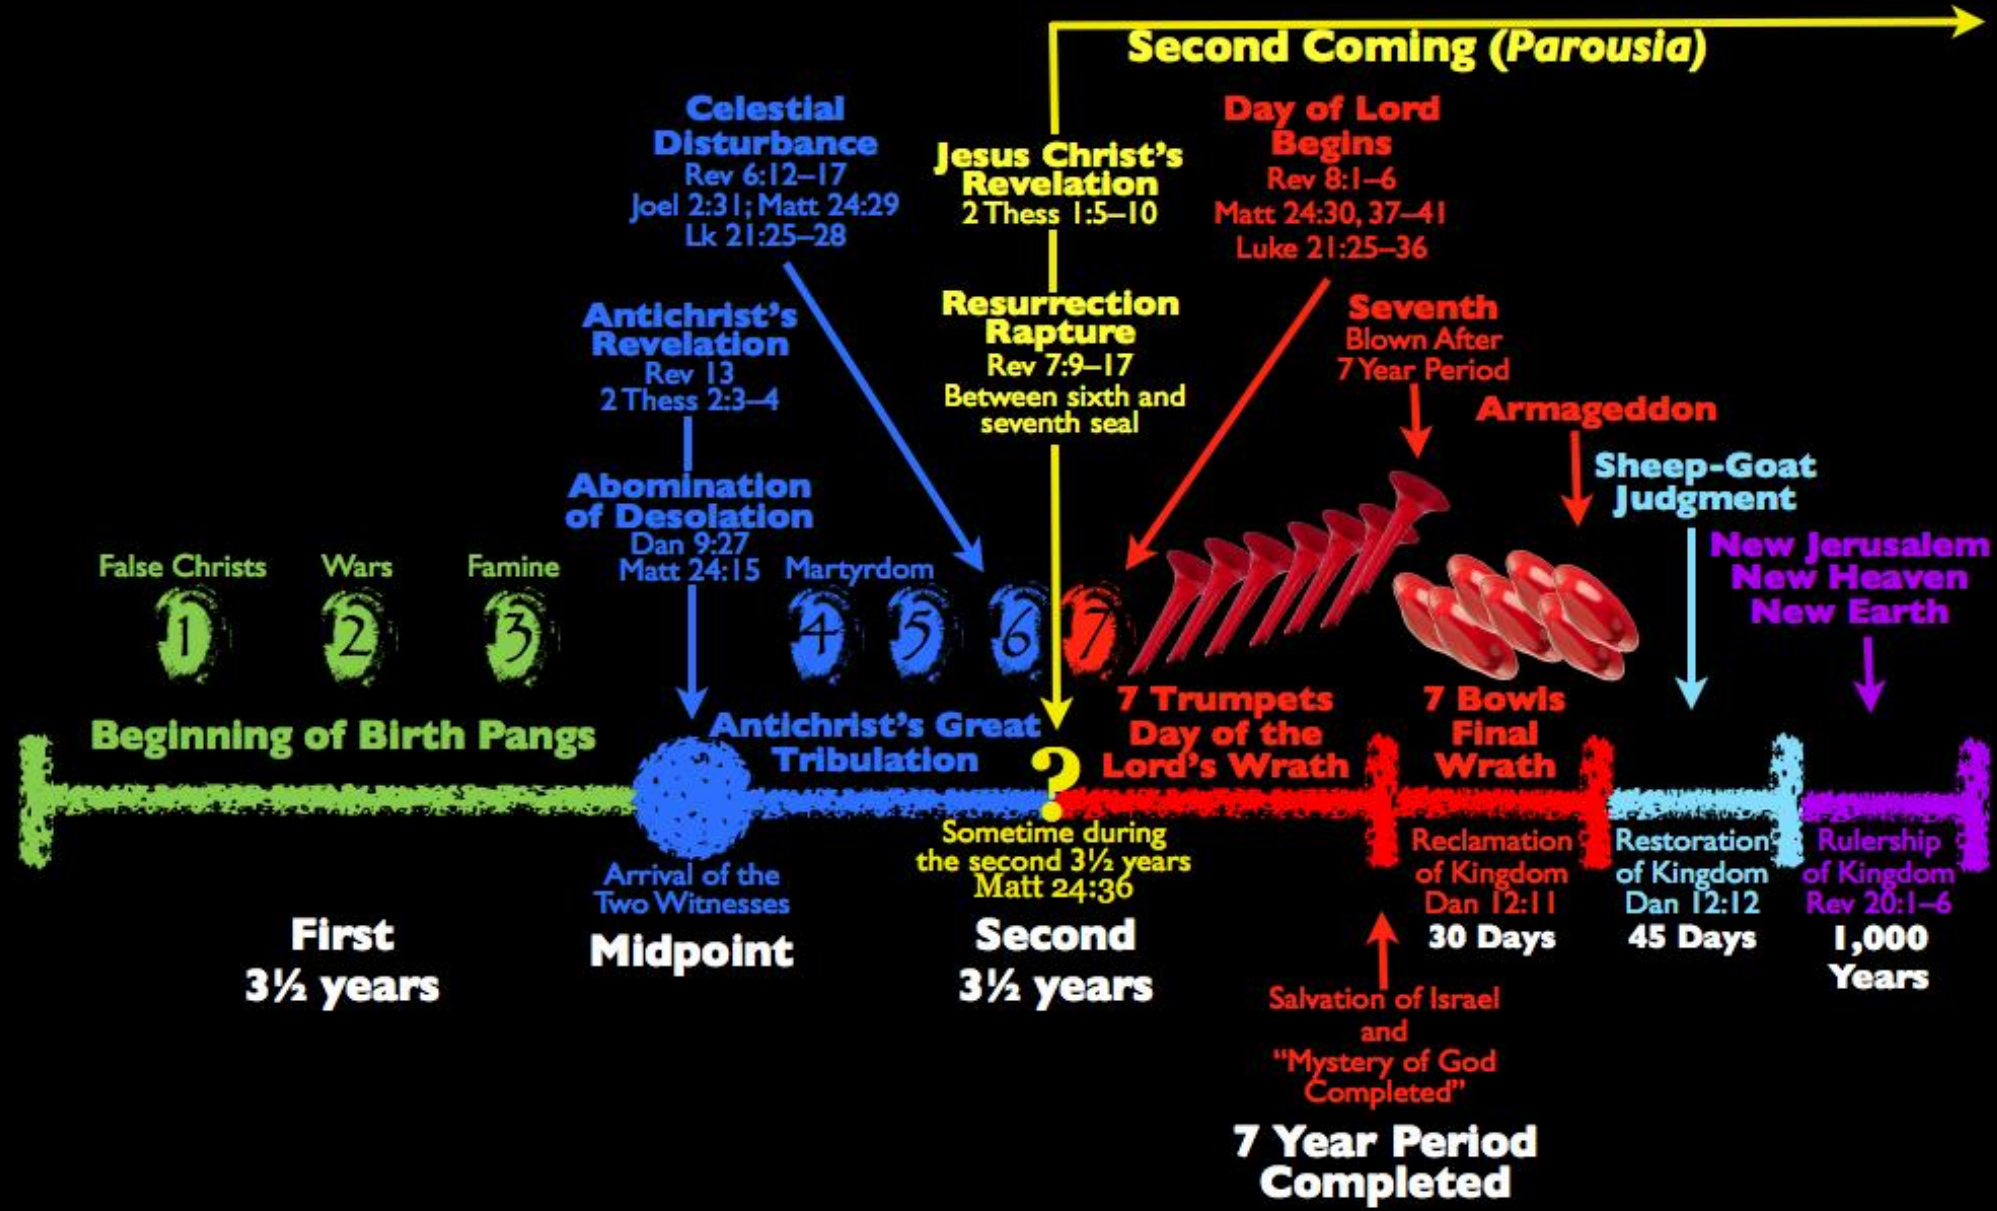 Second Coming (Parousia)
Celestial
Disturbance
Rev 6:12–17
Joel 2:31; Matt 24:29
Lk 21:25–28
Jesus Christ's
Revelation
2 Thess 1:5–10
Day of Lord
Begins
Rev 8:1–6
Matt 24:30, 37–41
Luke 21:25–36
Antichrist's
Revelation
Rev 13
2 Thess 2:3–4
Resurrection
Rapture
Rev 7:9–17
Between sixth and
seventh seal
Seventh
Blown After
7 Year Period
Armageddon
Sheep-Goat
Judgment
New Jerusalem
New Heaven
New Earth
Abomination
of Desolation
Dan 9:27
Matt 24:15
False Christs
Wars
Famine
Martyrdom
1
2
3
4
5
6
7
Beginning of Birth Pangs
Antichrist's Great
Tribulation
7 Trumpets
Day of the
Lord's Wrath
7 Bowls
Final
Wrath
?
Arrival of the
Two Witnesses
Sometime during
the second 3½ years
Matt 24:36
Reclamation
of Kingdom
Dan 12:11
30 Days
Restoration
of Kingdom
Dan 12:12
45 Days
Rulership
of Kingdom
Rev 20:1–6
1,000
Years
First
3½ years
Midpoint
Second
3½ years
Salvation of Israel
and
“Mystery of God
Completed”
7 Year Period
Completed